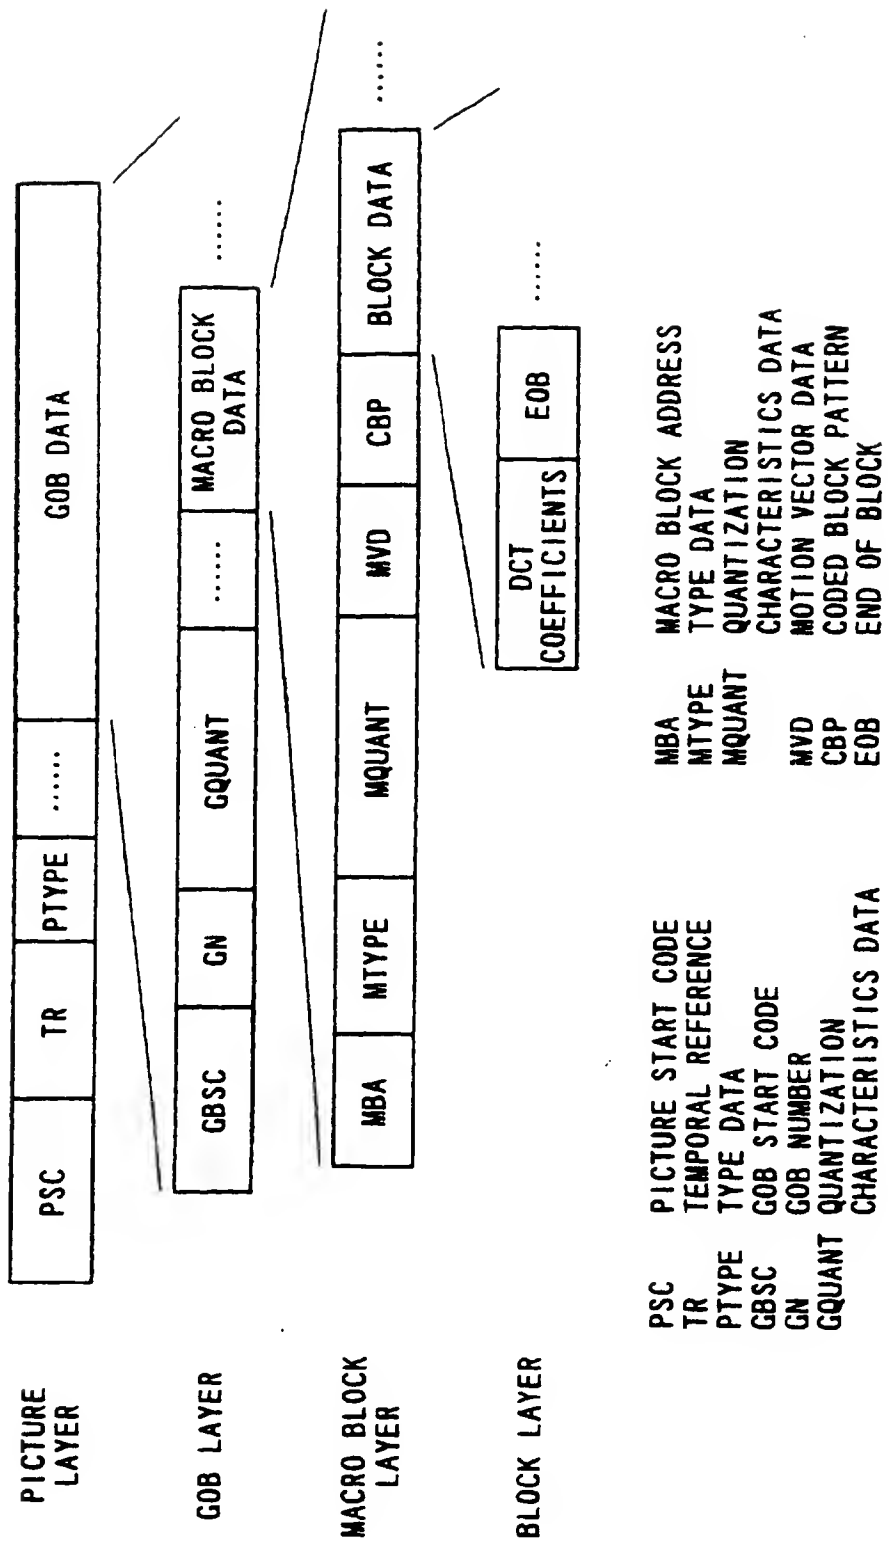 PICTURE
LAYER
PSC TR PTYPE ...... GOB DATA
GOB LAYER
GBSC GN GQUANT ...... MACRO BLOCK
DATA ......
MACRO BLOCK
LAYER
MBA MTYPE MQUANT MVD CBP BLOCK DATA ......
BLOCK LAYER
DCT
COEFFICIENTS EOB ......
PSC PICTURE START CODE
TR TEMPORAL REFERENCE
PTYPE TYPE DATA
GBSC GOB START CODE
GN GOB NUMBER
GQUANT QUANTIZATION
CHARACTERISTICS DATA
MBA MACRO BLOCK ADDRESS
MTYPE TYPE DATA
MQUANT QUANTIZATION
CHARACTERISTICS DATA
MVD MOTION VECTOR DATA
CBP CODED BLOCK PATTERN
EOB END OF BLOCK